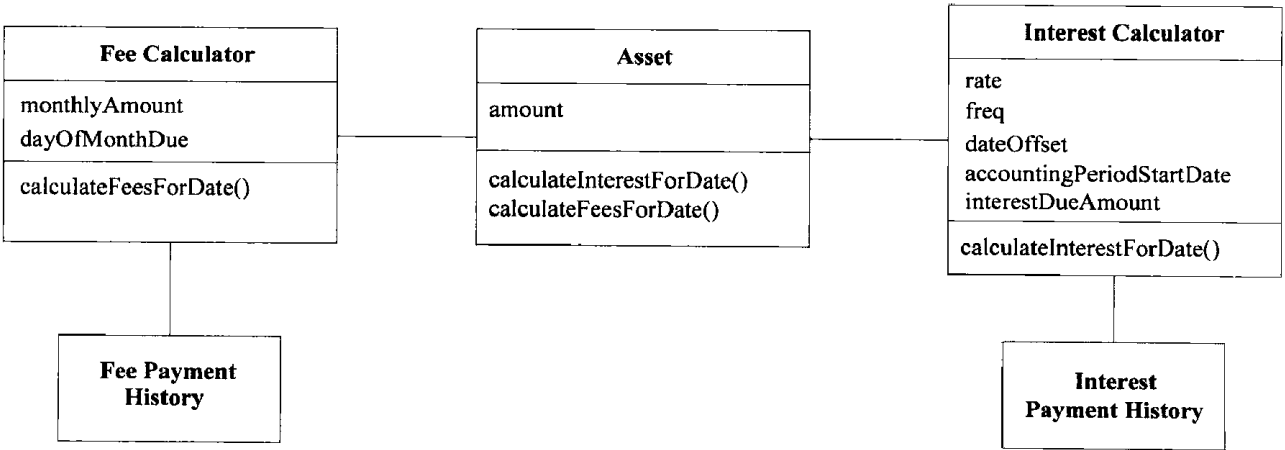 Fee Calculator
monthlyAmount
dayOfMonthDue
calculateFeesForDate()
Fee Payment
History
Asset
amount
calculateInterestForDate()
calculateFeesForDate()
Interest Calculator
rate
freq
dateOffset
accountingPeriodStartDate
interestDueAmount
calculateInterestForDate()
Interest
Payment History